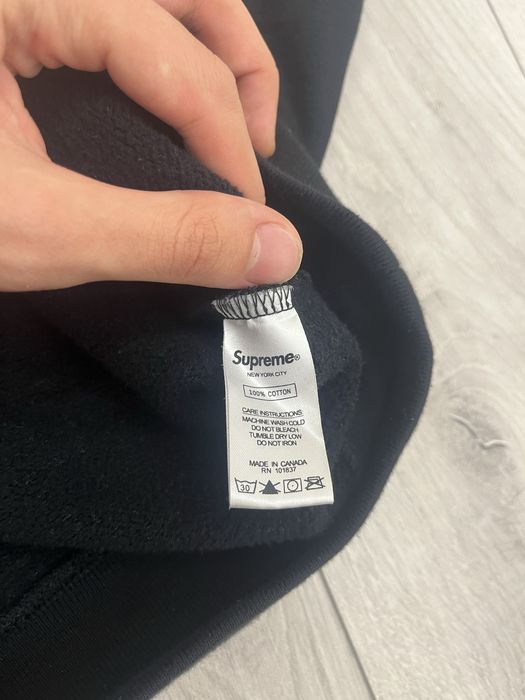 Supreme®
NEW YORK CITY
100% COTTON
CARE INSTRUCTIONS
MACHINE WASH COLD
DO NOT BLEACH
TUMBLE DRY LOW
DO NOT IRON
MADE IN CANADA
RN 101837
30